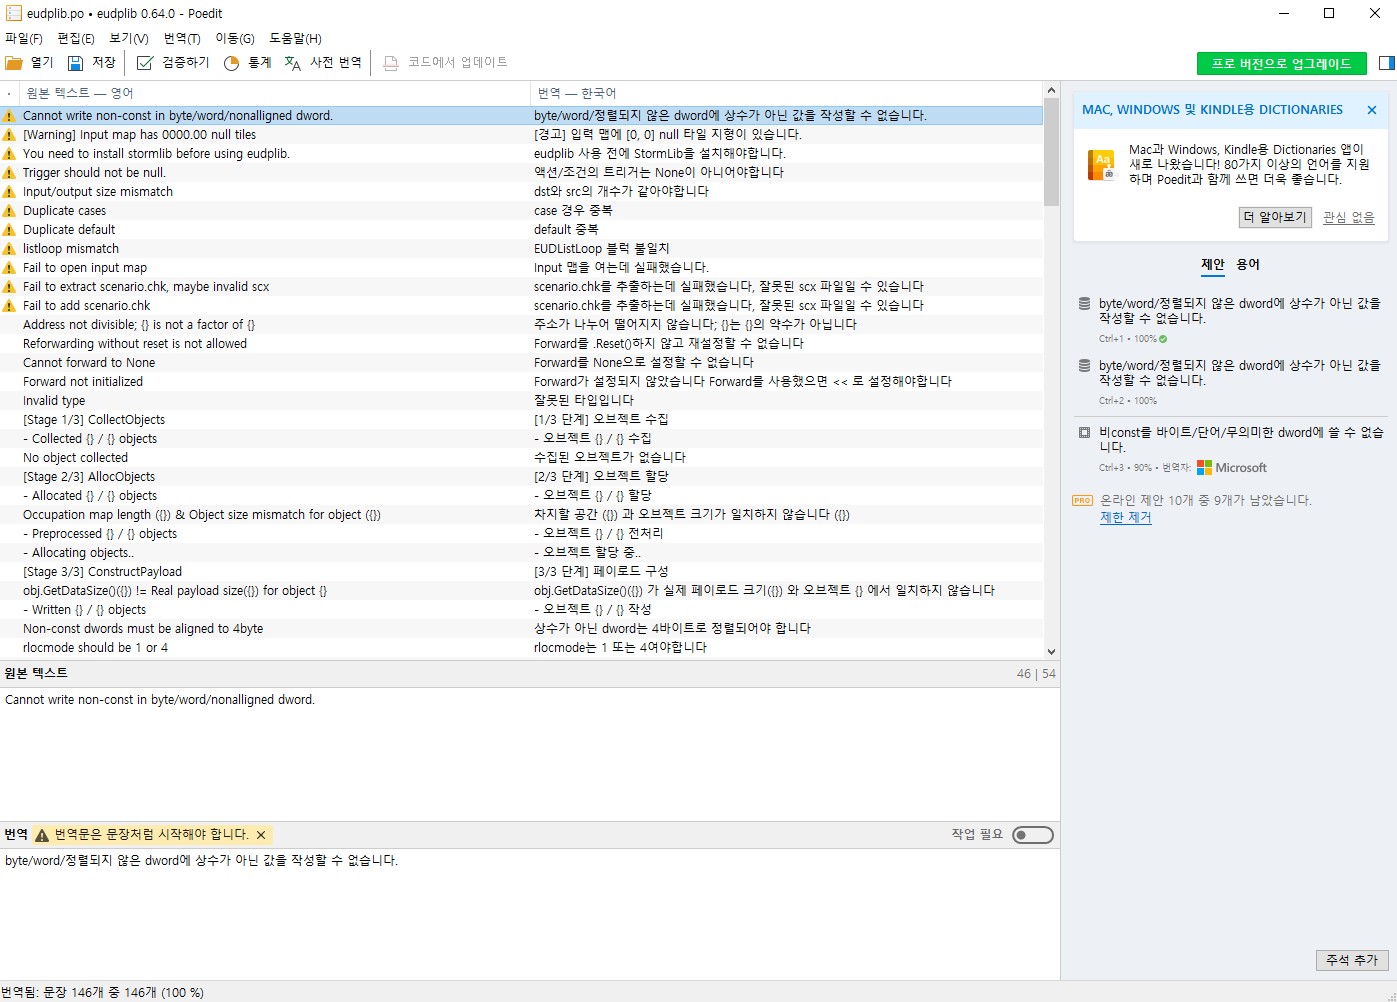 eudplib.po • eudplib 0.64.0 - Poedit
파일(F) 편집(E) 보기(V) 번역(T) 이동(G) 도움말(H)
열기 저장 검증하기 통계 사전 번역 코드에서 업데이트 프로 버전으로 업그레이드
원본 텍스트 — 영어 번역 — 한국어
Cannot write non-const in byte/word/nonalligned dword. byte/word/정렬되지 않은 dword에 상수가 아닌 값을 작성할 수 없습니다.
[Warning] Input map has 0000.00 null tiles [경고] 입력 맵에 [0, 0] null 타일 지형이 있습니다.
You need to install stormlib before using eudplib. eudplib 사용 전에 StormLib을 설치해야합니다.
Trigger should not be null. 액션/조건의 트리거는 None이 아니어야합니다
Input/output size mismatch dst와 src의 개수가 같아야합니다
Duplicate cases case 경우 중복
Duplicate default default 중복
listloop mismatch EUDListLoop 블럭 불일치
Fail to open input map Input 맵을 여는데 실패했습니다.
Fail to extract scenario.chk, maybe invalid scx scenario.chk를 추출하는데 실패했습니다, 잘못된 scx 파일일 수 있습니다
Fail to add scenario.chk scenario.chk를 추출하는데 실패했습니다, 잘못된 scx 파일일 수 있습니다
Address not divisible; {} is not a factor of {} 주소가 나누어 떨어지지 않습니다; {}는 {}의 약수가 아닙니다
Reforwarding without reset is not allowed Forward를 .Reset()하지 않고 재설정할 수 없습니다
Cannot forward to None Forward를 None으로 설정할 수 없습니다
Forward not initialized Forward가 설정되지 않았습니다 Forward를 사용했으면 << 로 설정해야합니다
Invalid type 잘못된 타입입니다
[Stage 1/3] CollectObjects [1/3 단계] 오브젝트 수집
- Collected {} / {} objects - 오브젝트 {} / {} 수집
No object collected 수집된 오브젝트가 없습니다
[Stage 2/3] AllocObjects [2/3 단계] 오브젝트 할당
- Allocated {} / {} objects - 오브젝트 {} / {} 할당
Occupation map length ({}) & Object size mismatch for object ({}) 차지할 공간 ({}) 과 오브젝트 크기가 일치하지 않습니다 ({})
- Preprocessed {} / {} objects - 오브젝트 {} / {} 전처리
- Allocating objects.. - 오브젝트 할당 중..
[Stage 3/3] ConstructPayload [3/3 단계] 페이로드 구성
obj.GetDataSize()({}) != Real payload size({}) for object {} obj.GetDataSize()({}) 가 실제 페이로드 크기({}) 와 오브젝트 {} 에서 일치하지 않습니다
- Written {} / {} objects - 오브젝트 {} / {} 작성
Non-const dwords must be aligned to 4byte 상수가 아닌 dword는 4바이트로 정렬되어야 합니다
rlocmode should be 1 or 4 rlocmode는 1 또는 4여야합니다
원본 텍스트 46 | 54
Cannot write non-const in byte/word/nonalligned dword.
번역 번역문은 문장처럼 시작해야 합니다. 작업 필요
byte/word/정렬되지 않은 dword에 상수가 아닌 값을 작성할 수 없습니다.
번역됨: 문장 146개 중 146개 (100 %)
MAC, WINDOWS 및 KINDLE용 DICTIONARIES
Mac과 Windows, Kindle용 Dictionaries 앱이
새로 나왔습니다! 80가지 이상의 언어를 지원
하며 Poedit과 함께 쓰면 더욱 좋습니다.
더 알아보기 관심 없음
제안 용어
byte/word/정렬되지 않은 dword에 상수가 아닌 값을
작성할 수 없습니다.
Ctrl+1 • 100%
byte/word/정렬되지 않은 dword에 상수가 아닌 값을
작성할 수 없습니다.
Ctrl+2 • 100%
비const를 바이트/단어/무의미한 dword에 쓸 수 없습
니다.
Ctrl+3 • 90% • 번역자: Microsoft
PRO 온라인 제안 10개 중 9개가 남았습니다.
제한 제거
주석 추가